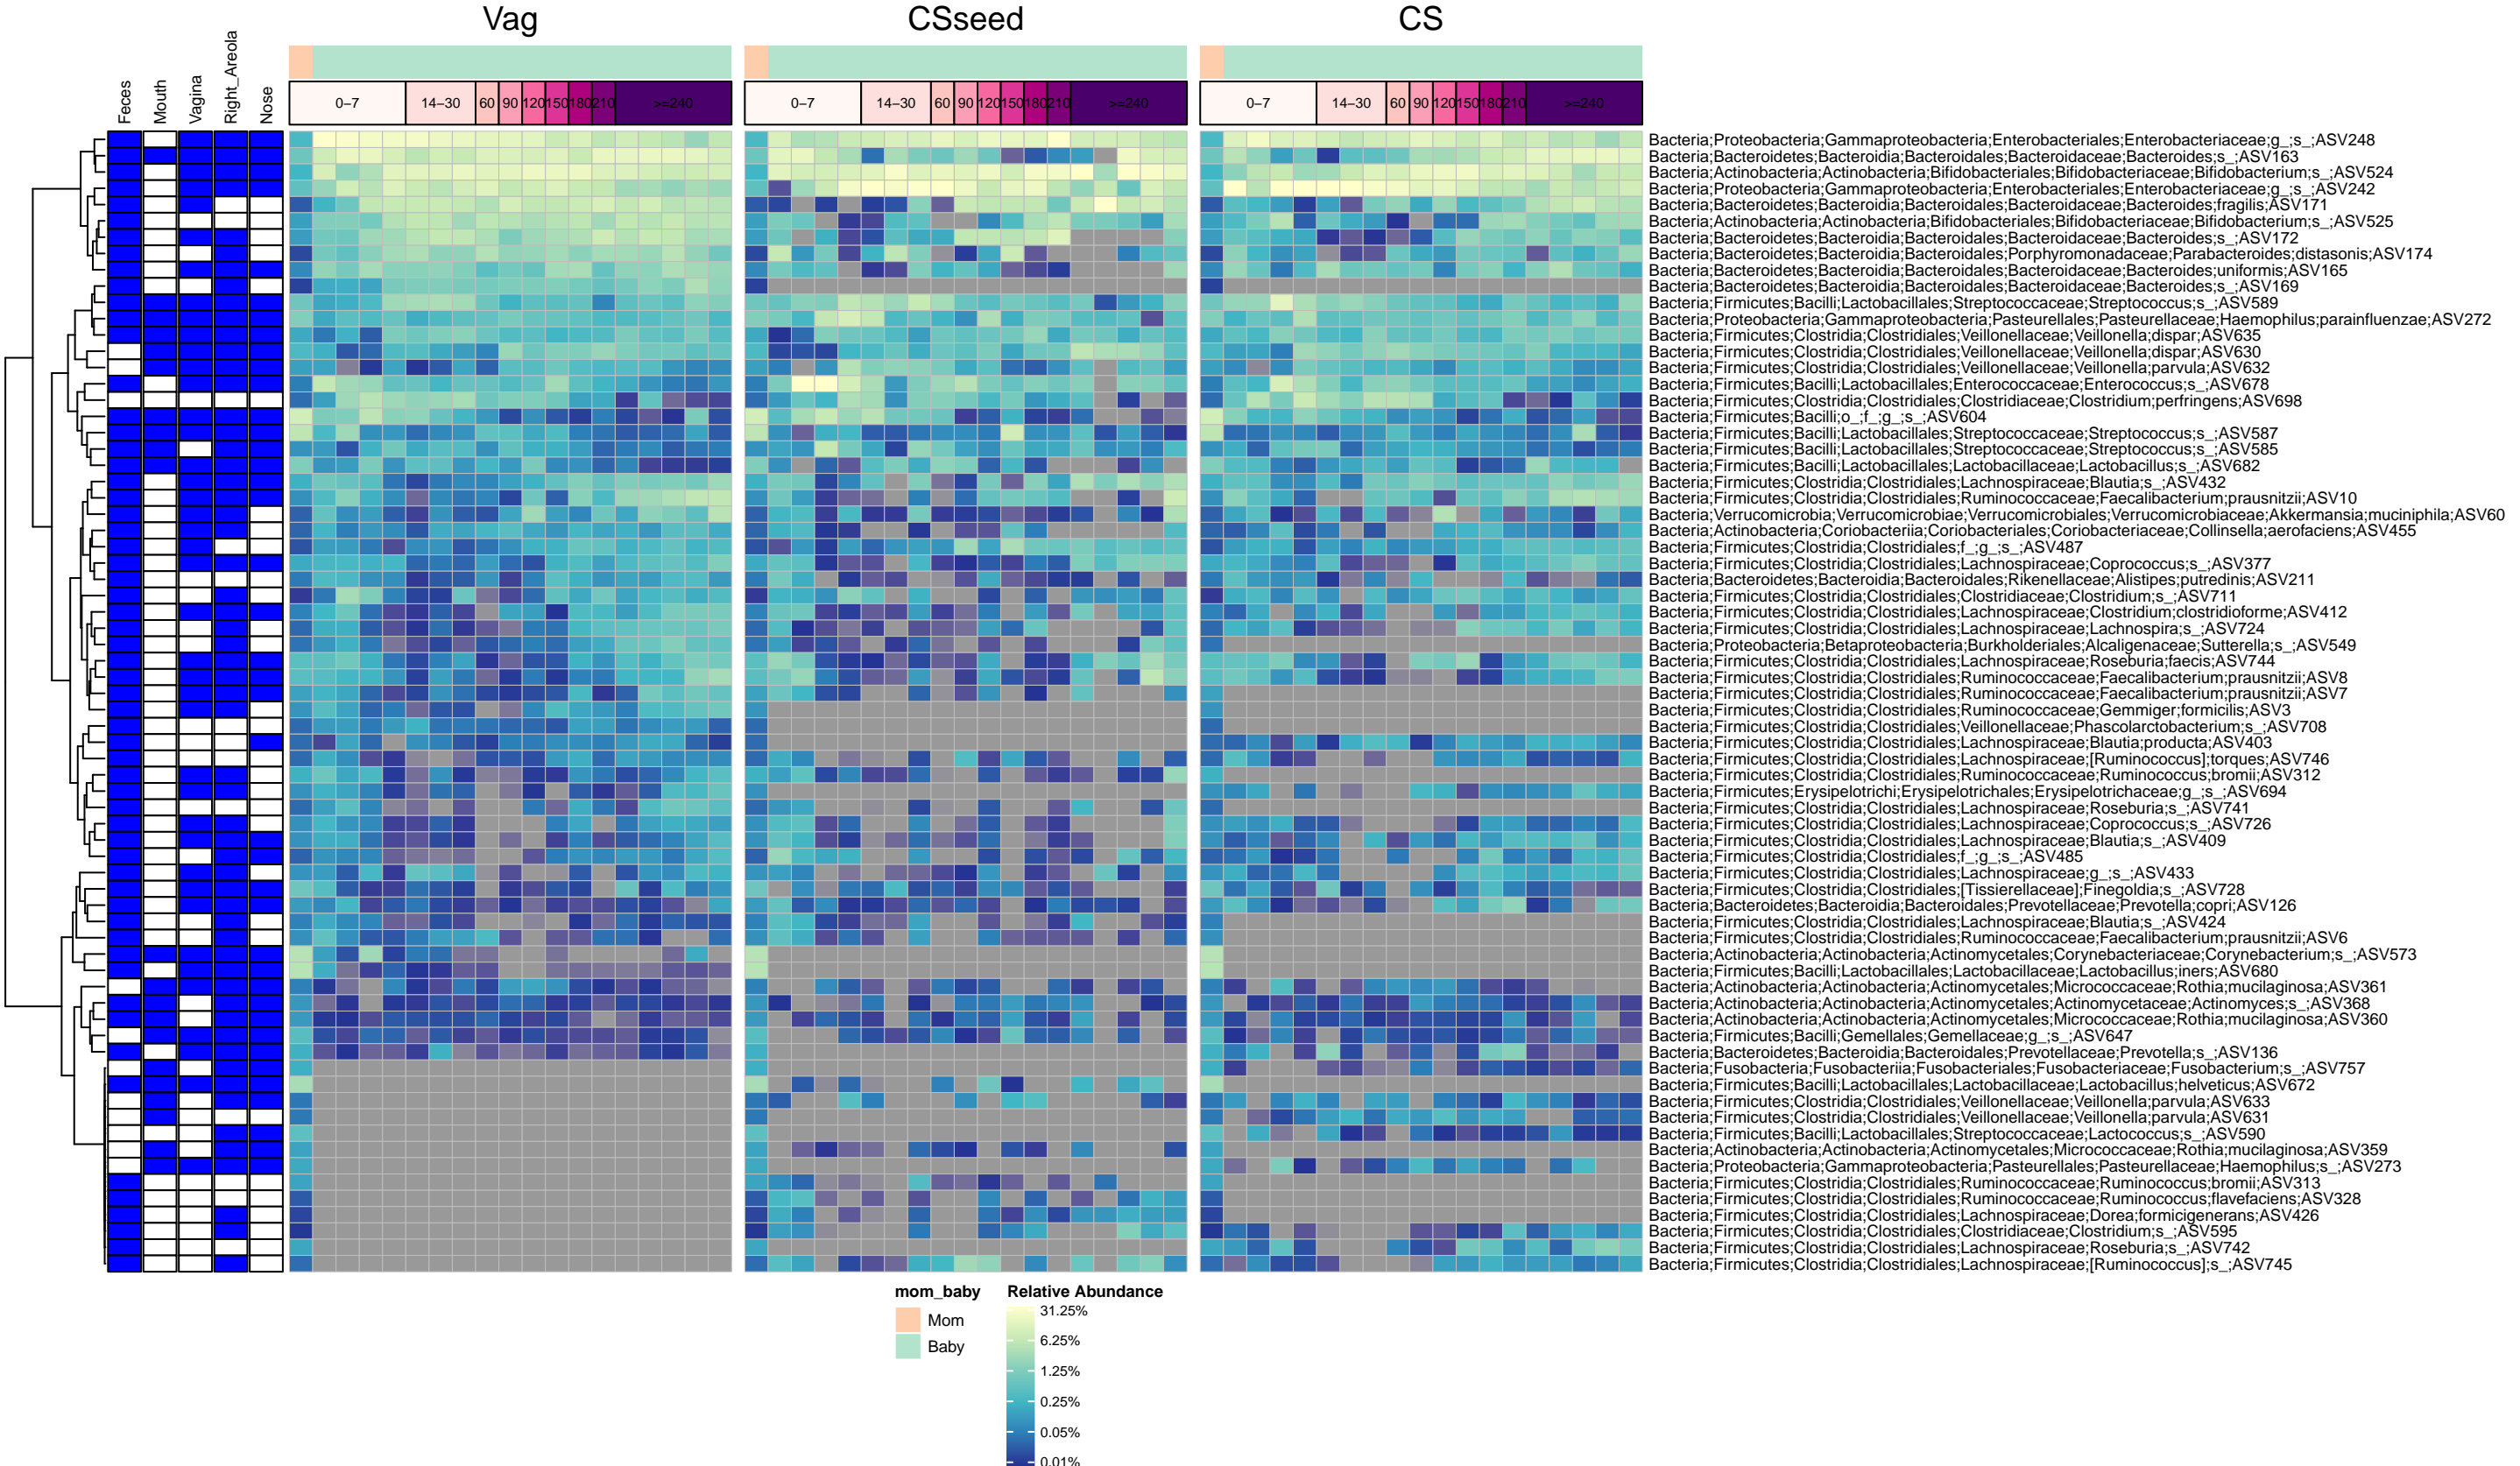 Vag
CSseed
CS
Feces
Mouth
Vagina
Right_Areola
Nose
0–7 14–30 60 90 120 150 180 210 >=240
0–7 14–30 60 90 120 150 180 210 >=240
0–7 14–30 60 90 120 150 180 210 >=240
Bacteria;Proteobacteria;Gammaproteobacteria;Enterobacteriales;Enterobacteriaceae;g_;s_;ASV248
Bacteria;Bacteroidetes;Bacteroidia;Bacteroidales;Bacteroidaceae;Bacteroides;s_;ASV163
Bacteria;Actinobacteria;Actinobacteria;Bifidobacteriales;Bifidobacteriaceae;Bifidobacterium;s_;ASV524
Bacteria;Proteobacteria;Gammaproteobacteria;Enterobacteriales;Enterobacteriaceae;g_;s_;ASV242
Bacteria;Bacteroidetes;Bacteroidia;Bacteroidales;Bacteroidaceae;Bacteroides;fragilis;ASV171
Bacteria;Actinobacteria;Actinobacteria;Bifidobacteriales;Bifidobacteriaceae;Bifidobacterium;s_;ASV525
Bacteria;Bacteroidetes;Bacteroidia;Bacteroidales;Bacteroidaceae;Bacteroides;s_;ASV172
Bacteria;Bacteroidetes;Bacteroidia;Bacteroidales;Porphyromonadaceae;Parabacteroides;distasonis;ASV174
Bacteria;Bacteroidetes;Bacteroidia;Bacteroidales;Bacteroidaceae;Bacteroides;uniformis;ASV165
Bacteria;Bacteroidetes;Bacteroidia;Bacteroidales;Bacteroidaceae;Bacteroides;s_;ASV169
Bacteria;Firmicutes;Bacilli;Lactobacillales;Streptococcaceae;Streptococcus;s_;ASV589
Bacteria;Proteobacteria;Gammaproteobacteria;Pasteurellales;Pasteurellaceae;Haemophilus;parainfluenzae;ASV272
Bacteria;Firmicutes;Clostridia;Clostridiales;Veillonellaceae;Veillonella;dispar;ASV635
Bacteria;Firmicutes;Clostridia;Clostridiales;Veillonellaceae;Veillonella;dispar;ASV630
Bacteria;Firmicutes;Clostridia;Clostridiales;Veillonellaceae;Veillonella;parvula;ASV632
Bacteria;Firmicutes;Bacilli;Lactobacillales;Enterococcaceae;Enterococcus;s_;ASV678
Bacteria;Firmicutes;Clostridia;Clostridiales;Clostridiaceae;Clostridium;perfringens;ASV698
Bacteria;Firmicutes;Bacilli;o_;f_;g_;s_;ASV604
Bacteria;Firmicutes;Bacilli;Lactobacillales;Streptococcaceae;Streptococcus;s_;ASV587
Bacteria;Firmicutes;Bacilli;Lactobacillales;Streptococcaceae;Streptococcus;s_;ASV585
Bacteria;Firmicutes;Bacilli;Lactobacillales;Lactobacillaceae;Lactobacillus;s_;ASV682
Bacteria;Firmicutes;Clostridia;Clostridiales;Lachnospiraceae;Blautia;s_;ASV432
Bacteria;Firmicutes;Clostridia;Clostridiales;Ruminococcaceae;Faecalibacterium;prausnitzii;ASV10
Bacteria;Verrucomicrobia;Verrucomicrobiae;Verrucomicrobiales;Verrucomicrobiaceae;Akkermansia;muciniphila;ASV60
Bacteria;Actinobacteria;Coriobacteriia;Coriobacteriales;Coriobacteriaceae;Collinsella;aerofaciens;ASV455
Bacteria;Firmicutes;Clostridia;Clostridiales;f_;g_;s_;ASV487
Bacteria;Firmicutes;Clostridia;Clostridiales;Lachnospiraceae;Coprococcus;s_;ASV377
Bacteria;Bacteroidetes;Bacteroidia;Bacteroidales;Rikenellaceae;Alistipes;putredinis;ASV211
Bacteria;Firmicutes;Clostridia;Clostridiales;Clostridiaceae;Clostridium;s_;ASV711
Bacteria;Firmicutes;Clostridia;Clostridiales;Lachnospiraceae;Clostridium;clostridioforme;ASV412
Bacteria;Firmicutes;Clostridia;Clostridiales;Lachnospiraceae;Lachnospira;s_;ASV724
Bacteria;Proteobacteria;Betaproteobacteria;Burkholderiales;Alcaligenaceae;Sutterella;s_;ASV549
Bacteria;Firmicutes;Clostridia;Clostridiales;Lachnospiraceae;Roseburia;faecis;ASV744
Bacteria;Firmicutes;Clostridia;Clostridiales;Ruminococcaceae;Faecalibacterium;prausnitzii;ASV8
Bacteria;Firmicutes;Clostridia;Clostridiales;Ruminococcaceae;Faecalibacterium;prausnitzii;ASV7
Bacteria;Firmicutes;Clostridia;Clostridiales;Ruminococcaceae;Gemmiger;formicilis;ASV3
Bacteria;Firmicutes;Clostridia;Clostridiales;Veillonellaceae;Phascolarctobacterium;s_;ASV708
Bacteria;Firmicutes;Clostridia;Clostridiales;Lachnospiraceae;Blautia;producta;ASV403
Bacteria;Firmicutes;Clostridia;Clostridiales;Lachnospiraceae;[Ruminococcus];torques;ASV746
Bacteria;Firmicutes;Clostridia;Clostridiales;Ruminococcaceae;Ruminococcus;bromii;ASV312
Bacteria;Firmicutes;Erysipelotrichi;Erysipelotrichales;Erysipelotrichaceae;g_;s_;ASV694
Bacteria;Firmicutes;Clostridia;Clostridiales;Lachnospiraceae;Roseburia;s_;ASV741
Bacteria;Firmicutes;Clostridia;Clostridiales;Lachnospiraceae;Coprococcus;s_;ASV726
Bacteria;Firmicutes;Clostridia;Clostridiales;Lachnospiraceae;Blautia;s_;ASV409
Bacteria;Firmicutes;Clostridia;Clostridiales;f_;g_;s_;ASV485
Bacteria;Firmicutes;Clostridia;Clostridiales;Lachnospiraceae;g_;s_;ASV433
Bacteria;Firmicutes;Clostridia;Clostridiales;[Tissierellaceae];Finegoldia;s_;ASV728
Bacteria;Bacteroidetes;Bacteroidia;Bacteroidales;Prevotellaceae;Prevotella;copri;ASV126
Bacteria;Firmicutes;Clostridia;Clostridiales;Lachnospiraceae;Blautia;s_;ASV424
Bacteria;Firmicutes;Clostridia;Clostridiales;Ruminococcaceae;Faecalibacterium;prausnitzii;ASV6
Bacteria;Actinobacteria;Actinobacteria;Actinomycetales;Corynebacteriaceae;Corynebacterium;s_;ASV573
Bacteria;Firmicutes;Bacilli;Lactobacillales;Lactobacillaceae;Lactobacillus;iners;ASV680
Bacteria;Actinobacteria;Actinobacteria;Actinomycetales;Micrococcaceae;Rothia;mucilaginosa;ASV361
Bacteria;Actinobacteria;Actinobacteria;Actinomycetales;Actinomycetaceae;Actinomyces;s_;ASV368
Bacteria;Actinobacteria;Actinobacteria;Actinomycetales;Micrococcaceae;Rothia;mucilaginosa;ASV360
Bacteria;Firmicutes;Bacilli;Gemellales;Gemellaceae;g_;s_;ASV647
Bacteria;Bacteroidetes;Bacteroidia;Bacteroidales;Prevotellaceae;Prevotella;s_;ASV136
Bacteria;Fusobacteria;Fusobacteriia;Fusobacteriales;Fusobacteriaceae;Fusobacterium;s_;ASV757
Bacteria;Firmicutes;Bacilli;Lactobacillales;Lactobacillaceae;Lactobacillus;helveticus;ASV672
Bacteria;Firmicutes;Clostridia;Clostridiales;Veillonellaceae;Veillonella;parvula;ASV633
Bacteria;Firmicutes;Clostridia;Clostridiales;Veillonellaceae;Veillonella;parvula;ASV631
Bacteria;Firmicutes;Bacilli;Lactobacillales;Streptococcaceae;Lactococcus;s_;ASV590
Bacteria;Actinobacteria;Actinobacteria;Actinomycetales;Micrococcaceae;Rothia;mucilaginosa;ASV359
Bacteria;Proteobacteria;Gammaproteobacteria;Pasteurellales;Pasteurellaceae;Haemophilus;s_;ASV273
Bacteria;Firmicutes;Clostridia;Clostridiales;Ruminococcaceae;Ruminococcus;bromii;ASV313
Bacteria;Firmicutes;Clostridia;Clostridiales;Ruminococcaceae;Ruminococcus;flavefaciens;ASV328
Bacteria;Firmicutes;Clostridia;Clostridiales;Lachnospiraceae;Dorea;formicigenerans;ASV426
Bacteria;Firmicutes;Clostridia;Clostridiales;Clostridiaceae;Clostridium;s_;ASV595
Bacteria;Firmicutes;Clostridia;Clostridiales;Lachnospiraceae;Roseburia;s_;ASV742
Bacteria;Firmicutes;Clostridia;Clostridiales;Lachnospiraceae;[Ruminococcus];s_;ASV745
mom_baby
Mom
Baby
Relative Abundance
31.25%
6.25%
1.25%
0.25%
0.05%
0.01%